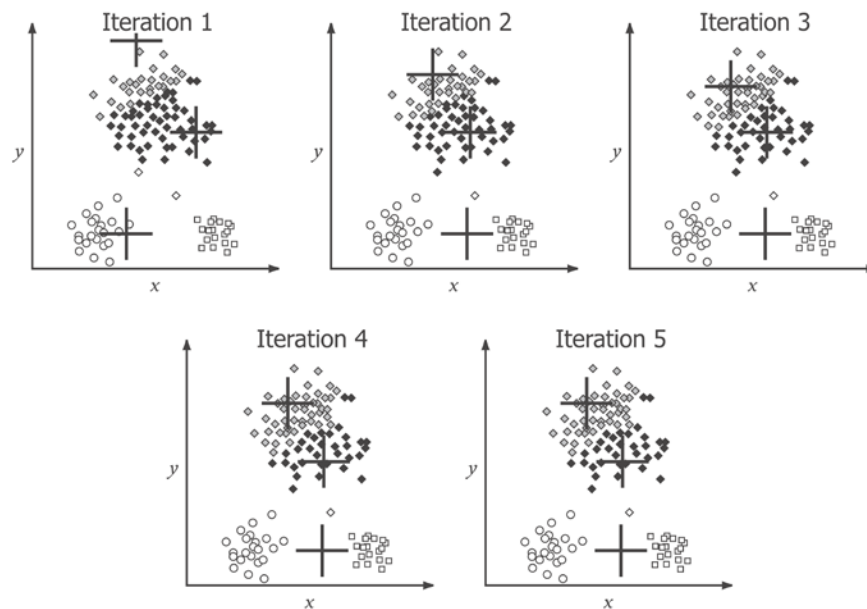 Iteration 1
Iteration 2
Iteration 3
y
y
y
x
x
x
Iteration 4
Iteration 5
y
y
x
x